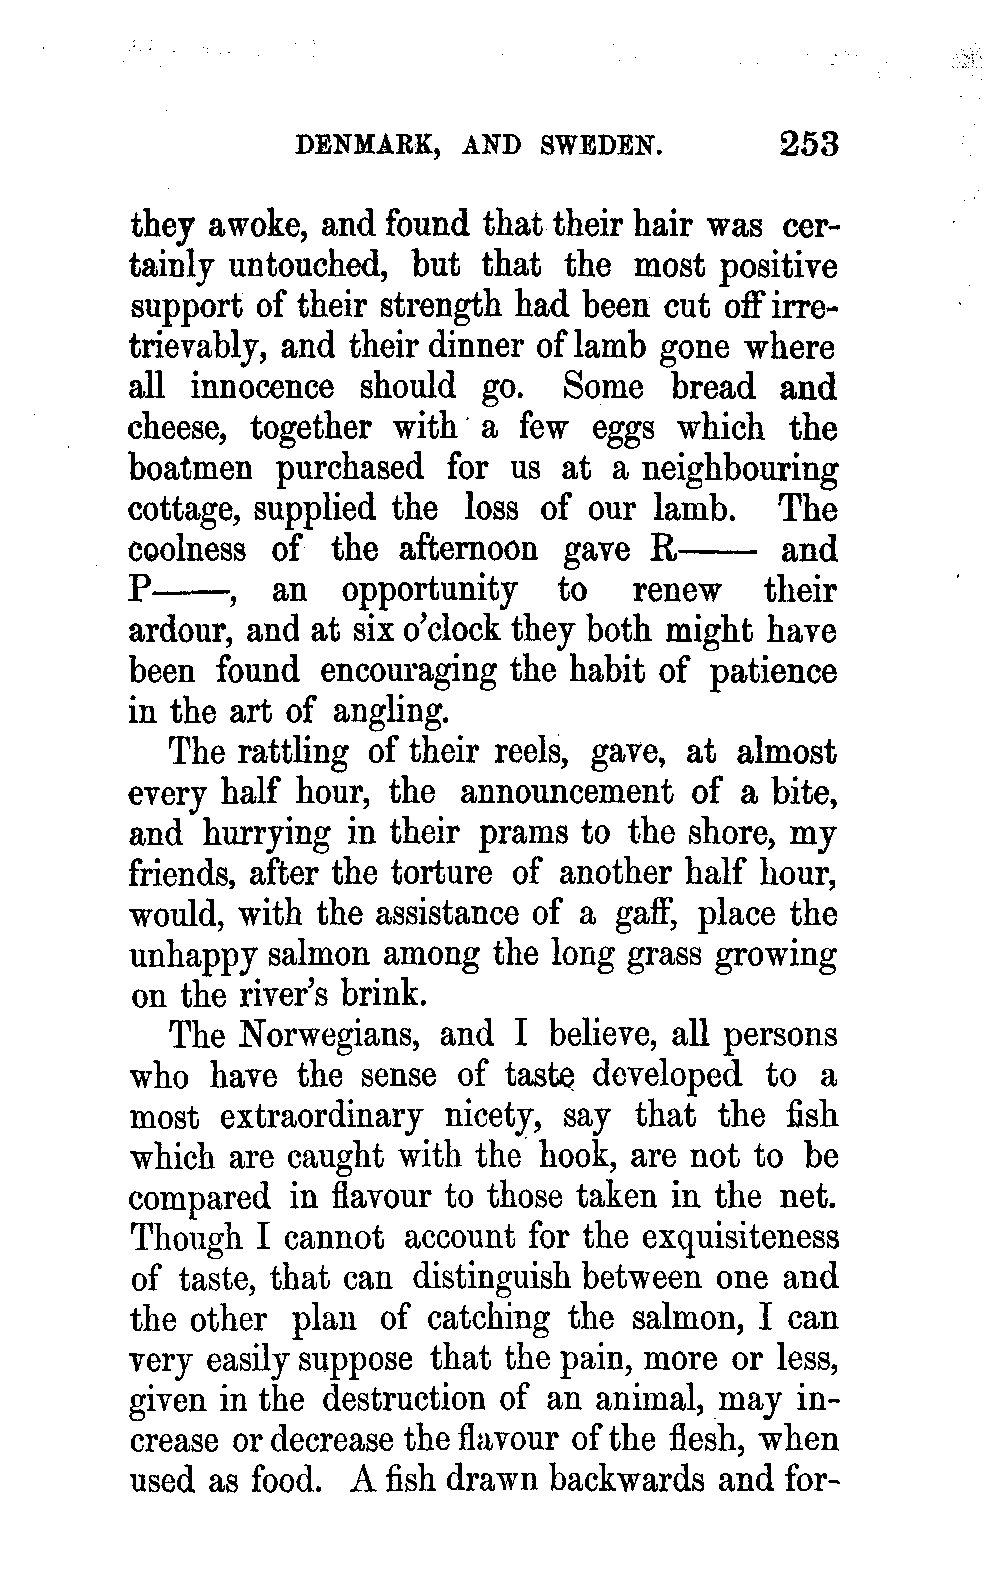 DENMARK, AND SWEDEN. 253
they awoke, and found that their hair was cer-
tainly untouched, but that the most positive
support of their strength had been cut off irre-
trievably, and their dinner of lamb gone where
all innocence should go. Some bread and
cheese, together with a few eggs which the
boatmen purchased for us at a neighbouring
cottage, supplied the loss of our lamb. The
coolness of the afternoon gave R—— and
P——, an opportunity to renew their
ardour, and at six o'clock they both might have
been found encouraging the habit of patience
in the art of angling.
The rattling of their reels, gave, at almost
every half hour, the announcement of a bite,
and hurrying in their prams to the shore, my
friends, after the torture of another half hour,
would, with the assistance of a gaff, place the
unhappy salmon among the long grass growing
on the river's brink.
The Norwegians, and I believe, all persons
who have the sense of taste developed to a
most extraordinary nicety, say that the fish
which are caught with the hook, are not to be
compared in flavour to those taken in the net.
Though I cannot account for the exquisiteness
of taste, that can distinguish between one and
the other plan of catching the salmon, I can
very easily suppose that the pain, more or less,
given in the destruction of an animal, may in-
crease or decrease the flavour of the flesh, when
used as food. A fish drawn backwards and for-